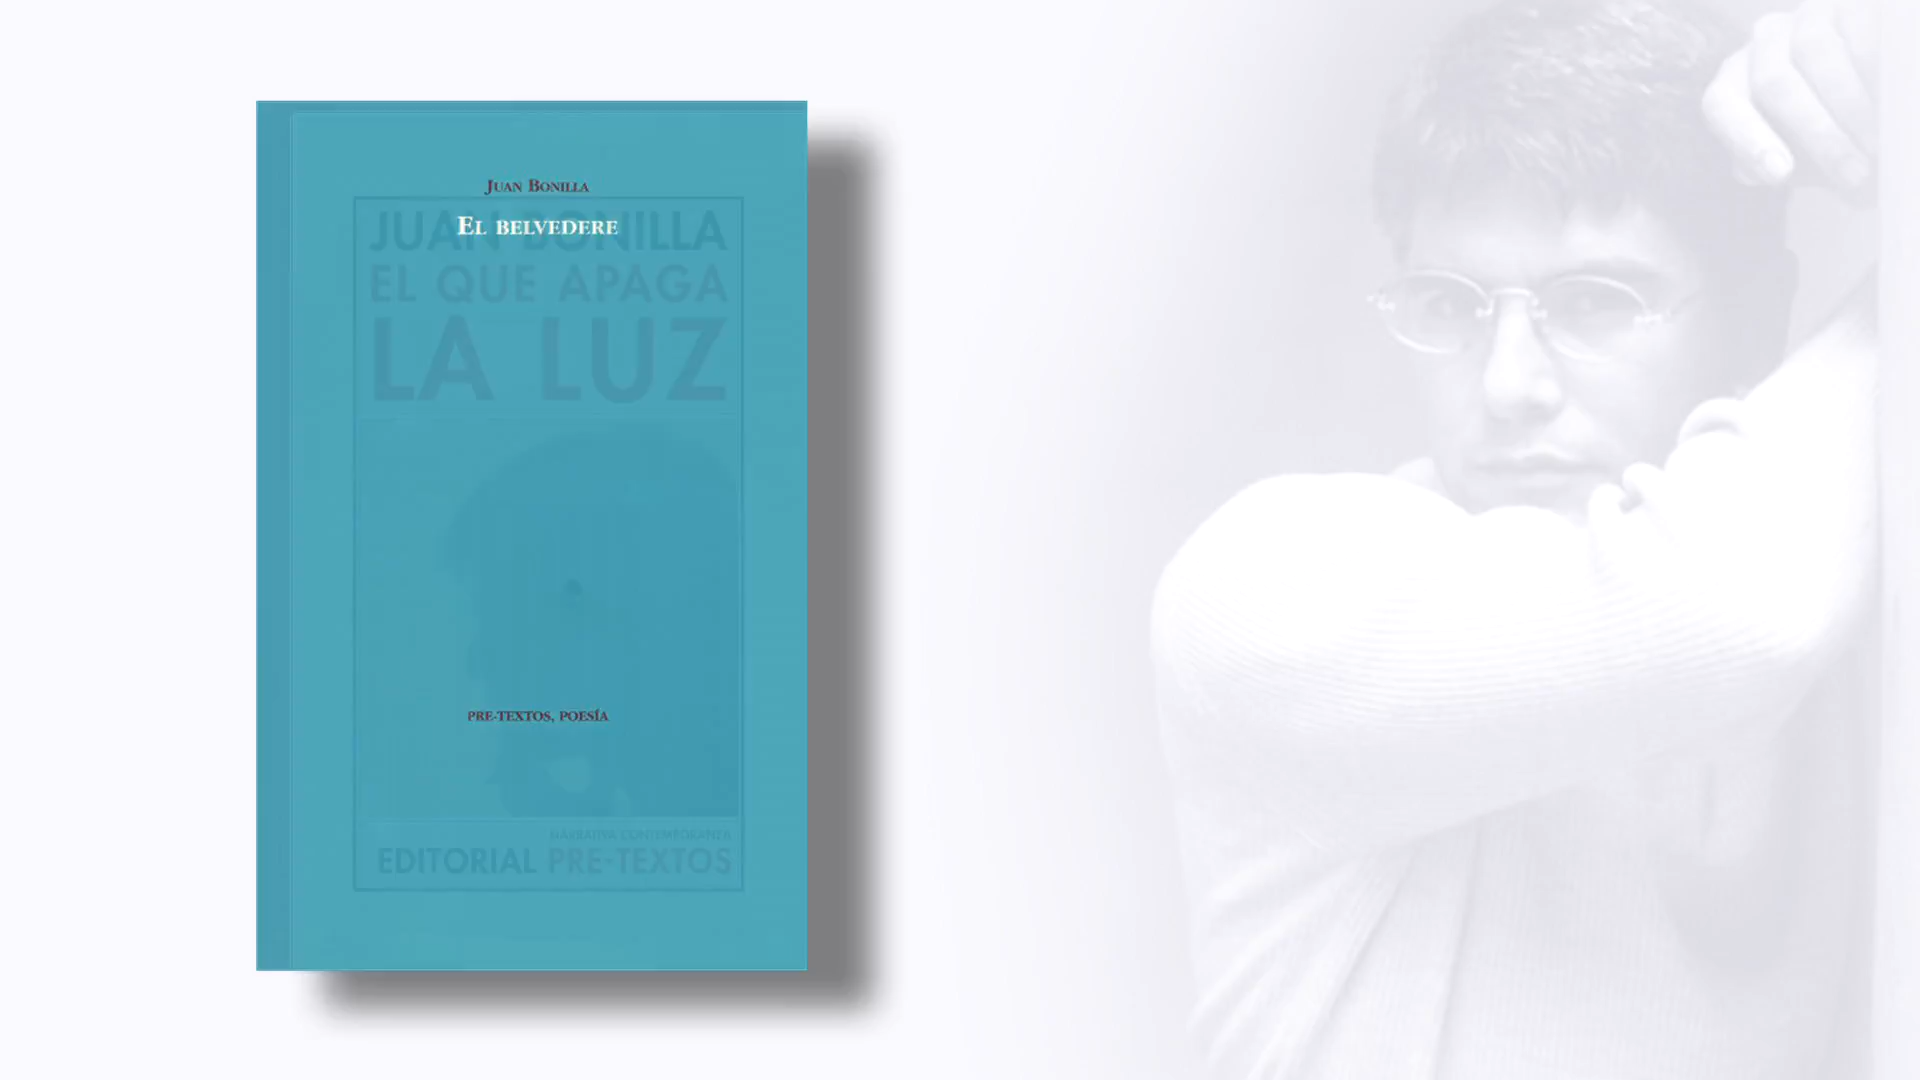 JUAN BONILLA
EL BELVEDERE
JUAN BONILLA
EL QUE APAGA
LA LUZ
PRE-TEXTOS, POESÍA
NARRATIVA CONTEMPORÁNEA
EDITORIAL PRE-TEXTOS